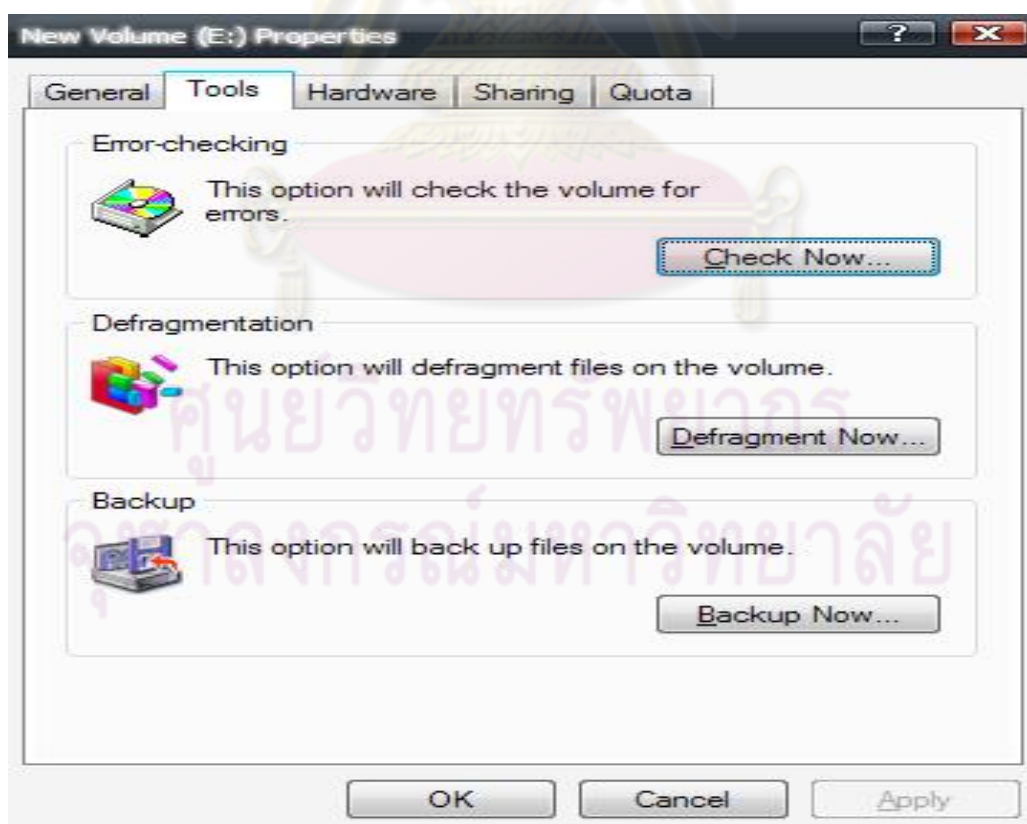 New Volume (E:) Properties
?
General Tools Hardware Sharing Quota
Error-checking
This option will check the volume for
errors.
Check Now...
Defragmentation
This option will defragment files on the volume.
Defragment Now...
Backup
This option will back up files on the volume.
Backup Now...
OK Cancel Apply
ศูนย์วิทยทรัพยากร
จุฬาลงกรณ์มหาวิทยาลัย